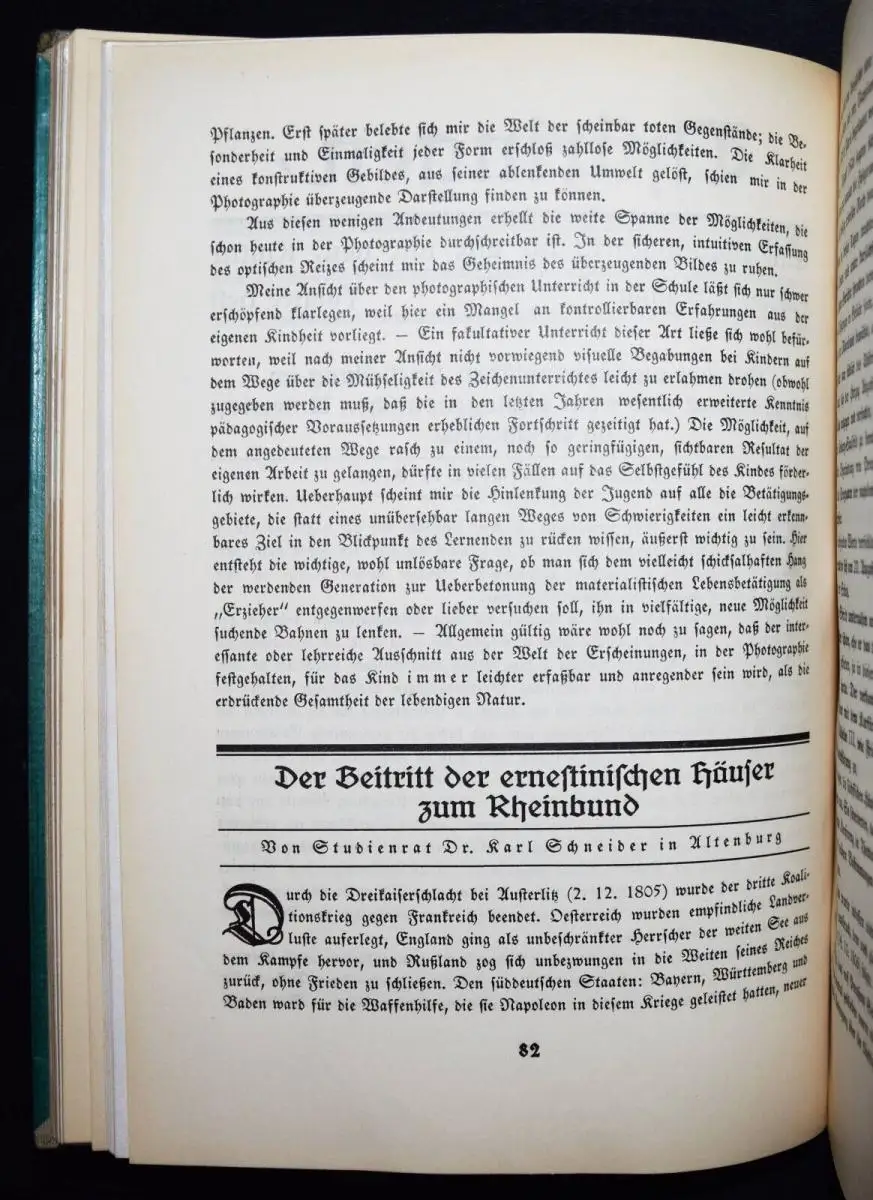 Pflanzen. Erst später belebte sich mir die Welt der scheinbar toten Gegenstände; die Be-
sonderheit und Einmaligkeit jeder Form erschloß zahllose Möglichkeiten. Die Klarheit
eines konstruktiven Gebildes, aus seiner ablenkenden Umwelt gelöst, schien mir in der
Photographie überzeugende Darstellung finden zu können.
Aus diesen wenigen Andeutungen erhellt die weite Spanne der Möglichkeiten, die
schon heute in der Photographie durchschreitbar ist. In der sicheren, intuitiven Erfassung
des optischen Reizes scheint mir das Geheimnis des überzeugenden Bildes zu ruhen.
Meine Ansicht über den photographischen Unterricht in der Schule läßt sich nur schwer
erschöpfend klarlegen, weil hier ein Mangel an kontrollierbaren Erfahrungen aus der
eigenen Kindheit vorliegt. — Ein fakultativer Unterricht dieser Art ließe sich wohl befür-
worten, weil nach meiner Ansicht nicht vorwiegend visuelle Begabungen bei Kindern auf
dem Wege über die Mühseligkeit des Zeichenunterrichtes leicht zu erlahmen drohen (obwohl
zugegeben werden muß, daß die in den letzten Jahren wesentlich erweiterte Kenntnis
pädagogischer Voraussetzungen erheblichen Fortschritt gezeitigt hat.) Die Möglichkeit, auf
dem angedeuteten Wege rasch zu einem, noch so geringfügigen, sichtbaren Resultat der
eigenen Arbeit zu gelangen, dürfte in vielen Fällen auf das Selbstgefühl des Kindes förder-
lich wirken. Ueberhaupt scheint mir die Hinlenkung der Jugend auf alle die Betätigungs-
gebiete, die statt eines unübersehbar langen Weges von Schwierigkeiten ein leicht erkenn-
bares Ziel in den Blickpunkt des Lernenden zu rücken wissen, äußerst wichtig zu sein. Hier
entsteht die wichtige, wohl unlösbare Frage, ob man sich dem vielleicht schicksalhaften Hang
der werdenden Generation zur Ueberbetonung der materialistischen Lebensbetätigung als
„Erzieher“ entgegenwerfen oder lieber versuchen soll, ihn in vielfältige, neue Möglichkeit
suchende Bahnen zu lenken. — Allgemein gültig wäre wohl noch zu sagen, daß der inter-
essante oder lehrreiche Ausschnitt aus der Welt der Erscheinungen, in der Photographie
festgehalten, für das Kind immer leichter erfaßbar und anregender sein wird, als die
erdrückende Gesamtheit der lebendigen Natur.
Der Beitritt der ernestinischen Häuser
zum Rheinbund
Von Studienrat Dr. Karl Schneider in Altenburg
Durch die Dreikaiserschlacht bei Austerlitz (2. 12. 1805) wurde der dritte Koali-
tionskrieg gegen Frankreich beendet. Oesterreich wurden empfindliche Landver-
luste auferlegt, England ging als unbeschränkter Herrscher der weiten See aus
dem Kampfe hervor, und Rußland zog sich unbezwungen in die Weiten seines Reiches
zurück, ohne Frieden zu schließen. Den süddeutschen Staaten: Bayern, Württemberg und
Baden ward für die Waffenhilfe, die sie Napoleon in diesem Kriege geleistet hatten, neuer
82